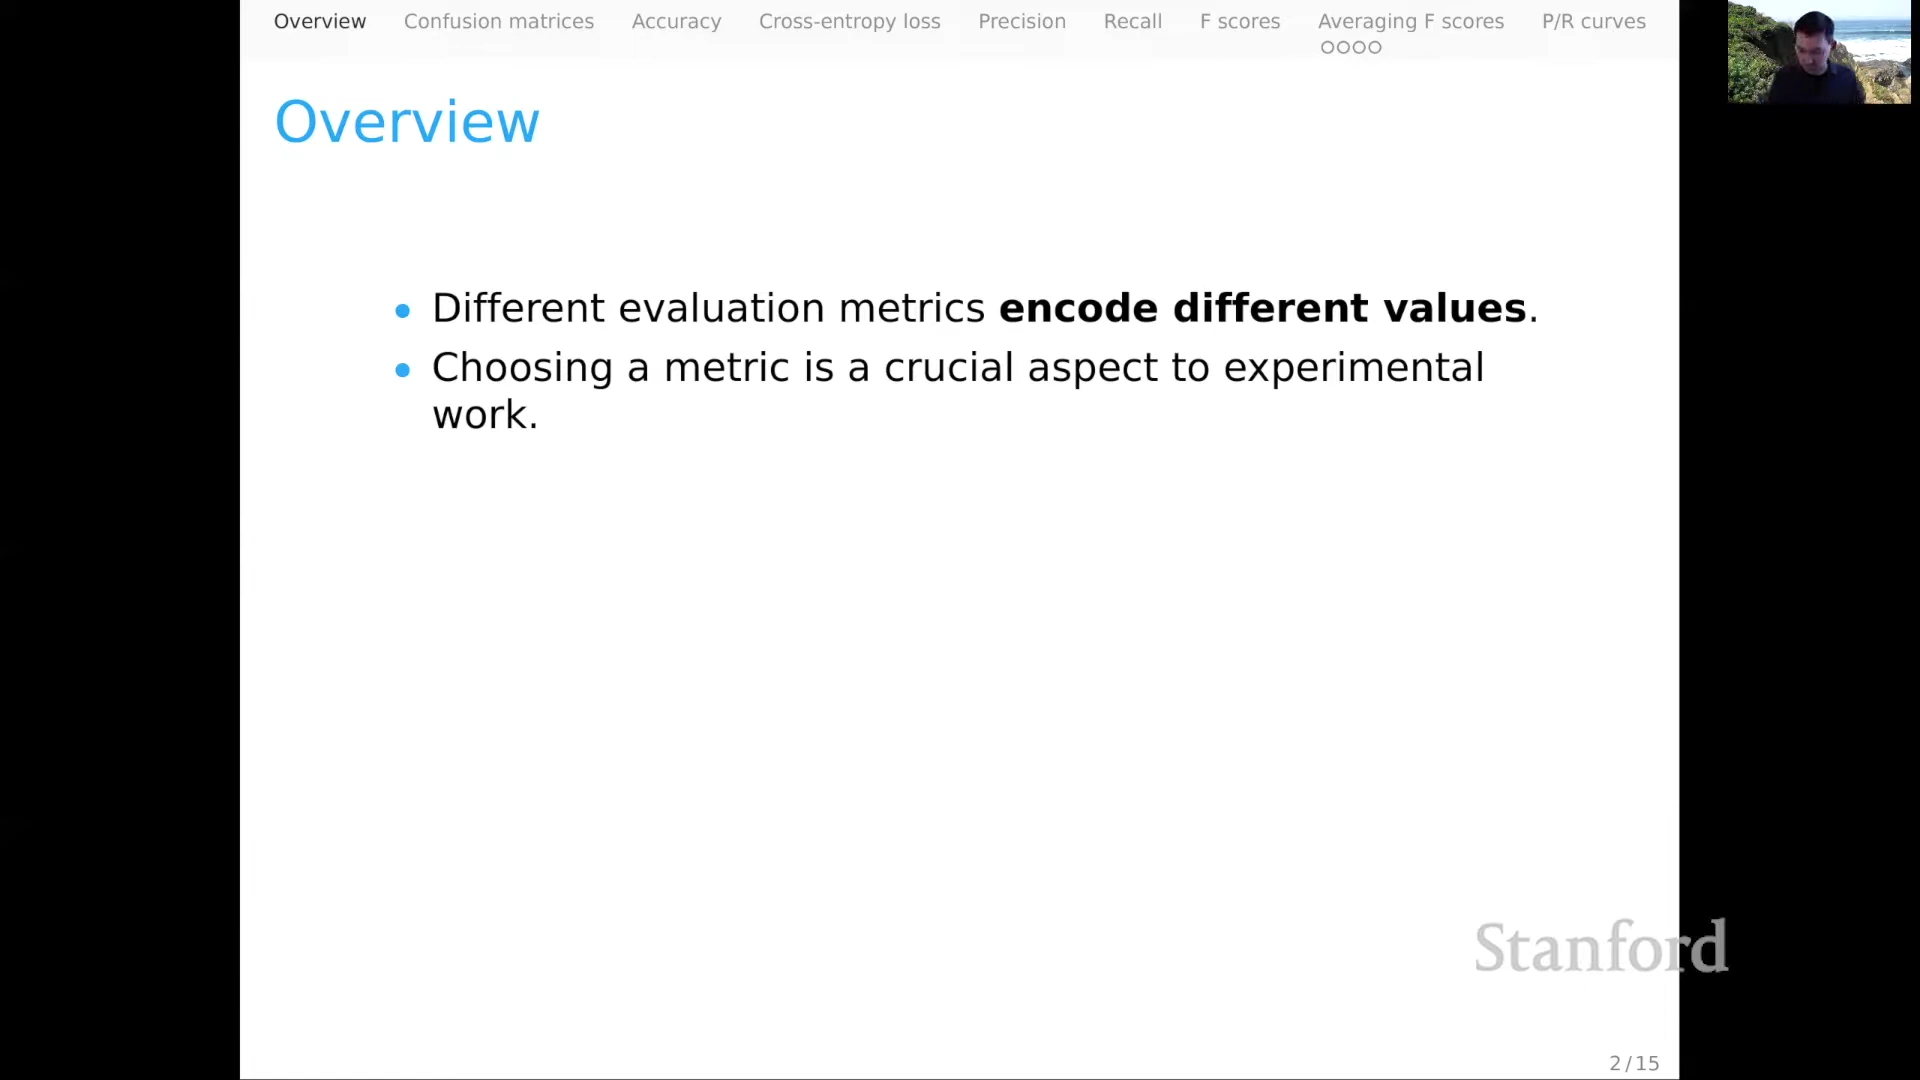 Overview Confusion matrices Accuracy Cross-entropy loss Precision Recall F scores Averaging F scores P/R curves
Overview
• Different evaluation metrics encode different values.
• Choosing a metric is a crucial aspect to experimental
work.
Stanford
2/15